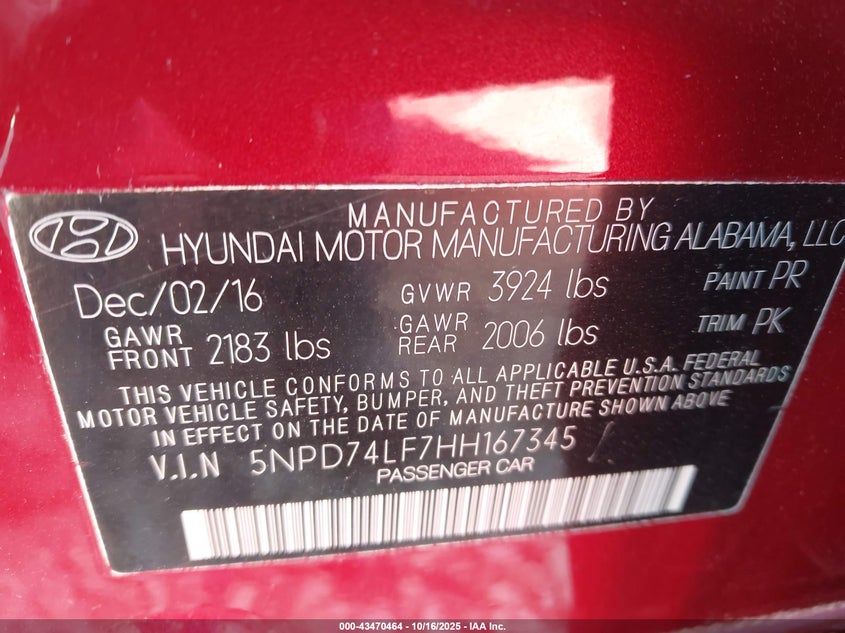 MANUFACTURED BY
HYUNDAI MOTOR MANUFACTURING ALABAMA, LLC
Dec/02/16 GVWR 3924 lbs PAINT PR
GAWR FRONT 2183 lbs GAWR REAR 2006 lbs TRIM PK
THIS VEHICLE CONFORMS TO ALL APPLICABLE U.S.A. FEDERAL
MOTOR VEHICLE SAFETY, BUMPER, AND THEFT PREVENTION STANDARDS
IN EFFECT ON THE DATE OF MANUFACTURE SHOWN ABOVE
V.I.N 5NPD74LF7HH167345
PASSENGER CAR
000-43470464 - 10/16/2025 - IAA Inc.